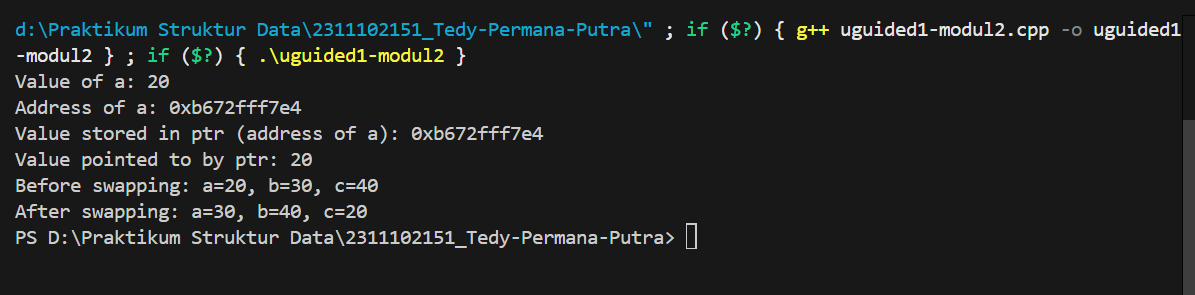 d:\Praktikum Struktur Data\2311102151_Tedy-Permana-Putra\" ; if ($?) { g++ uguided1-modul2.cpp -o uguided1
-modul2 } ; if ($?) { .\uguided1-modul2 }
Value of a: 20
Address of a: 0xb672fff7e4
Value stored in ptr (address of a): 0xb672fff7e4
Value pointed to by ptr: 20
Before swapping: a=20, b=30, c=40
After swapping: a=30, b=40, c=20
PS D:\Praktikum Struktur Data\2311102151_Tedy-Permana-Putra>